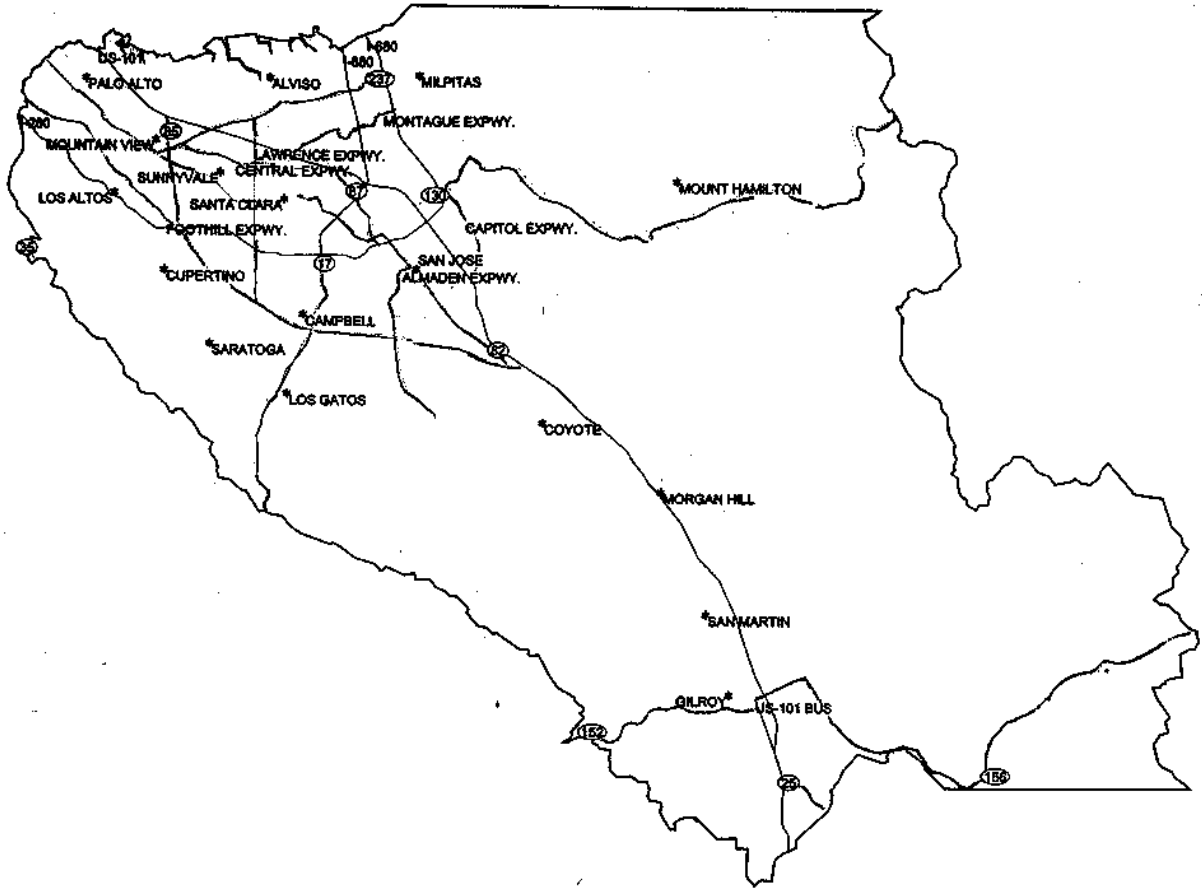 I-680
US-101
-880
*PALO ALTO
*ALVISO
237
*MILPITAS
-280
85
MONTAGUE EXPWY.
MOUNTAIN VIEW*
LAWRENCE EXPWY.
SUNNYVALE*
CENTRAL EXPWY.
LOS ALTOS*
SANTA CLARA*
87
130
*MOUNT HAMILTON
FOOTHILL EXPWY.
CAPITOL EXPWY.
35
*CUPERTINO
17
SAN JOSE
*
ALMADEN EXPWY.
*CAMPBELL
*SARATOGA
82
*LOS GATOS
*COYOTE
*MORGAN HILL
*SAN MARTIN
GILROY*
US-101 BUS
152
25
156